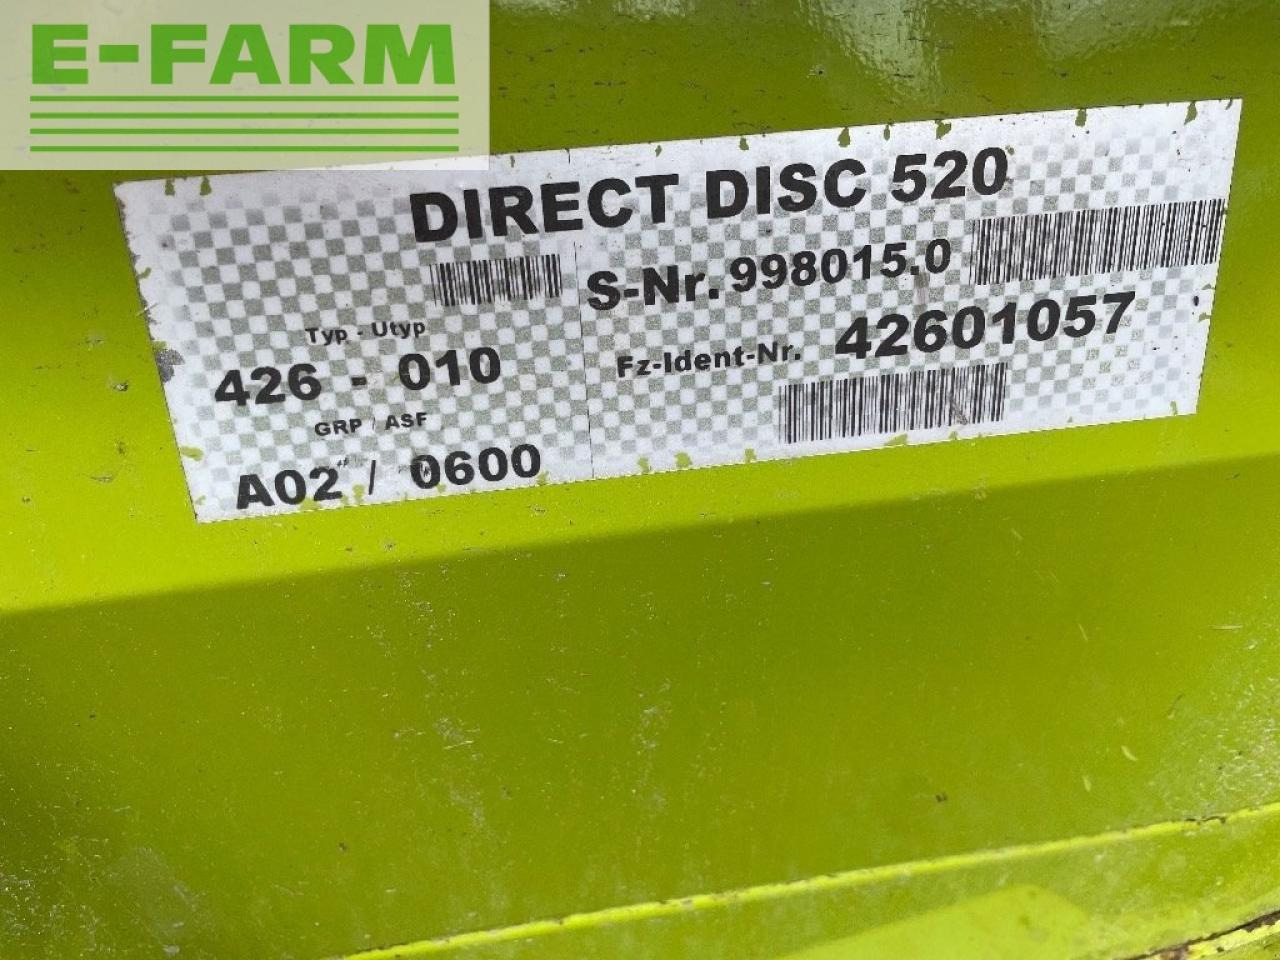 E-FARM
DIRECT DISC 520
S-Nr. 998015.0
Typ - Utyp
426 - 010
Fz-Ident-Nr. 42601057
GRP / ASF
A02 / 0600